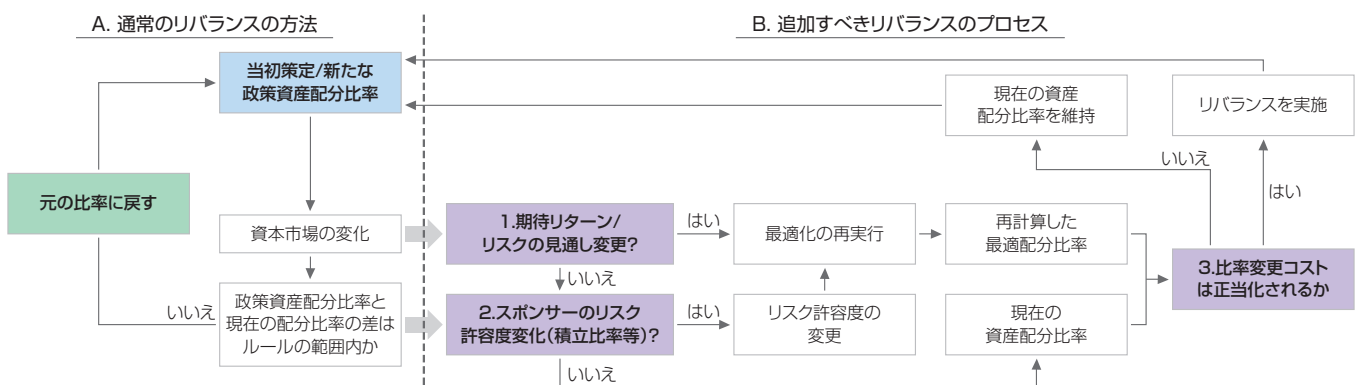 A. 通常のリバランスの方法
B. 追加すべきリバランスのプロセス
当初策定/新たな
政策資産配分比率
現在の資産
配分比率を維持
リバランスを実施
いいえ
はい
元の比率に戻す
資本市場の変化
1.期待リターン/
リスクの見通し変更?
はい
最適化の再実行
再計算した
最適配分比率
3.比率変更コスト
は正当化されるか
いいえ
いいえ
政策資産配分比率と
現在の配分比率の差は
ルールの範囲内か
2.スポンサーのリスク
許容度変化(積立比率等)?
はい
リスク許容度の
変更
現在の
資産配分比率
いいえ